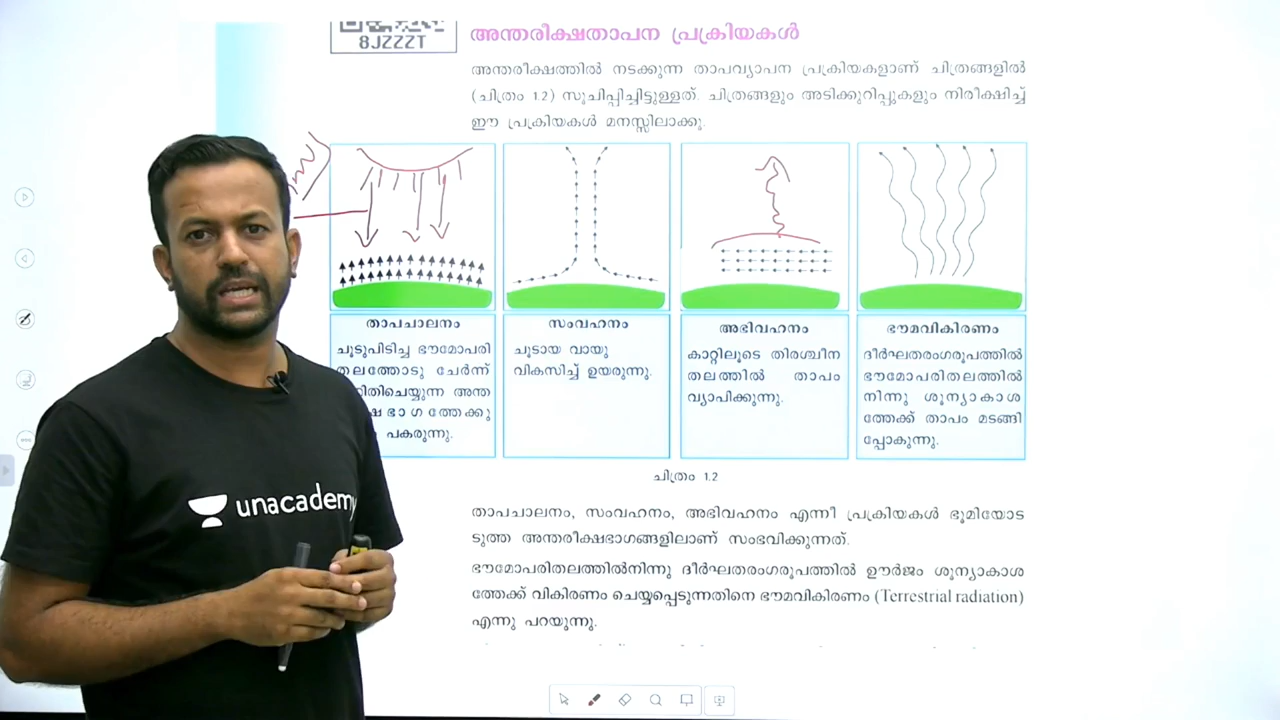 8JZZZT
അന്തരീക്ഷതാപന പ്രക്രിയകൾ
അന്തരീക്ഷത്തിൽ നടക്കുന്ന താപവ്യാപന പ്രക്രിയകളാണ് ചിത്രങ്ങളിൽ
(ചിത്രം 1.2) സൂചിപ്പിച്ചിട്ടുള്ളത്. ചിത്രങ്ങളും അടിക്കുറിപ്പുകളും നിരീക്ഷിച്ച്
ഈ പ്രക്രിയകൾ മനസ്സിലാക്കൂ.
താപചാലനം
ചൂടുപിടിച്ച ഭൗമോപരി
തലത്തോടു ചേർന്ന്
അന്ത
ഭാഗത്തേക്കു
പകരുന്നു.
സംവഹനം
ചൂടായ വായു
വികസിച്ച് ഉയരുന്നു.
അഭിവഹനം
കാറ്റിലൂടെ തിരശ്ചീന
തലത്തിൽ താപം
വ്യാപിക്കുന്നു.
ഭൗമവികിരണം
ദീർഘതരംഗരൂപത്തിൽ
ഭൗമോപരിതലത്തിൽ
നിന്നു ശൂന്യാകാശ
ത്തേക്ക് താപം മടങ്ങി
പ്പോകുന്നു.
ചിത്രം 1.2
താപചാലനം, സംവഹനം, അഭിവഹനം എന്നീ പ്രക്രിയകൾ ഭൂമിയോട
ടുത്ത അന്തരീക്ഷഭാഗങ്ങളിലാണ് സംഭവിക്കുന്നത്.
ഭൗമോപരിതലത്തിൽനിന്നു ദീർഘതരംഗരൂപത്തിൽ ഊർജം ശൂന്യാകാശ
ത്തേക്ക് വികിരണം ചെയ്യപ്പെടുന്നതിനെ ഭൗമവികിരണം (Terrestrial radiation)
എന്നു പറയുന്നു.
unacademy